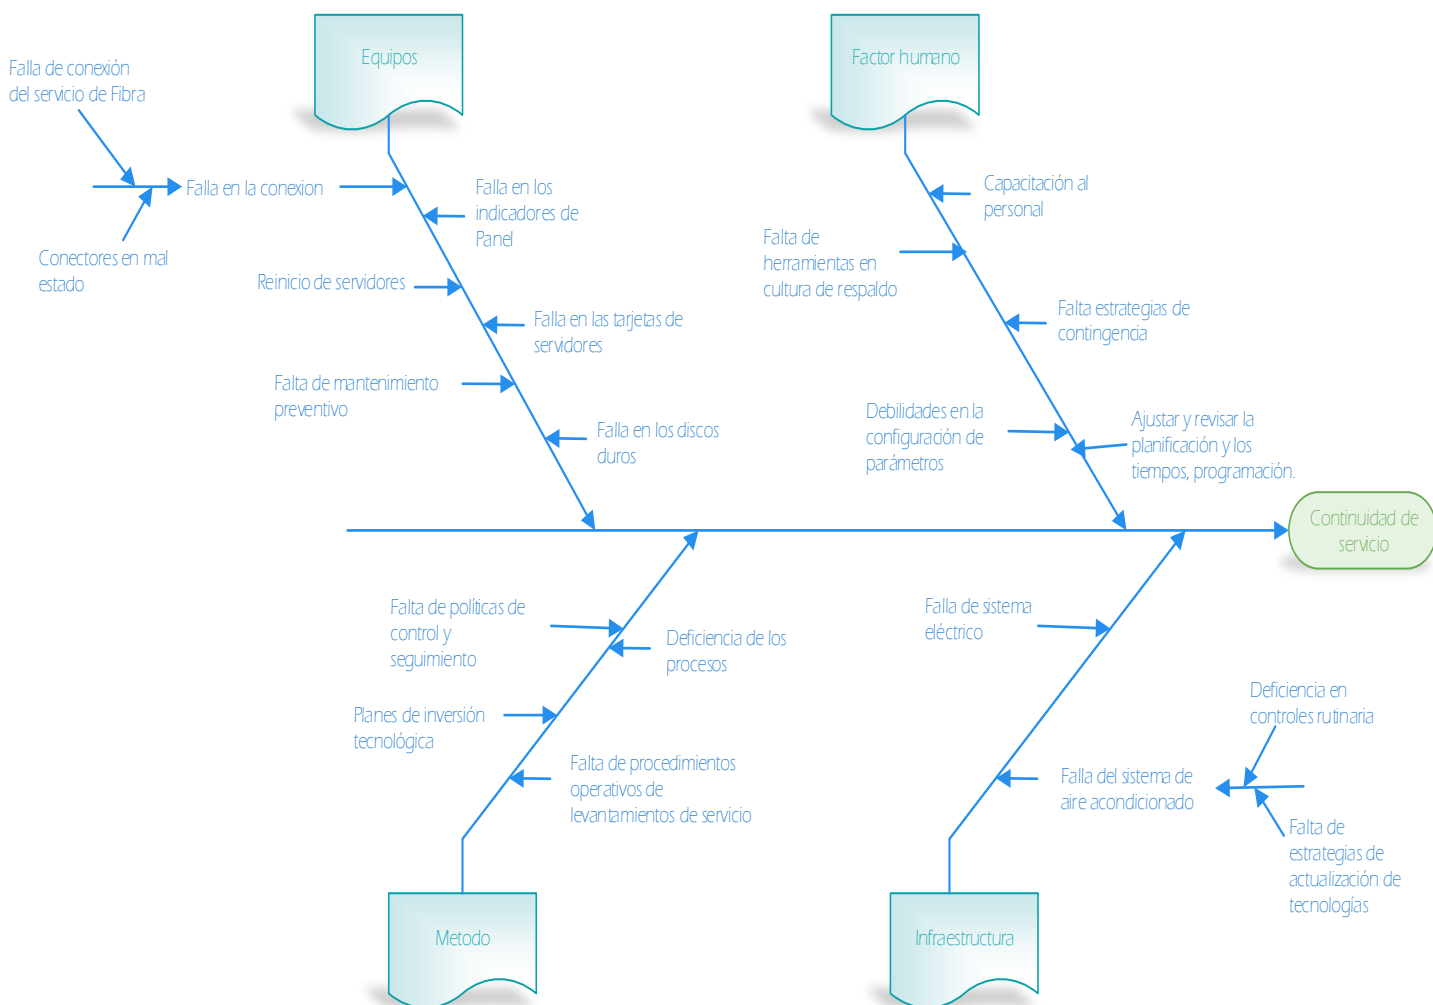 Equipos
Factor humano
Falla de conexión
del servicio de Fibra
Falla en la conexion
Conectores en mal
estado
Falla en los
indicadores de
Panel
Reinicio de servidores
Falla en las tarjetas de
servidores
Falta de mantenimiento
preventivo
Falla en los discos
duros
Capacitación al
personal
Falta de
herramientas en
cultura de respaldo
Falta estrategias de
contingencia
Debilidades en la
configuración de
parámetros
Ajustar y revisar la
planificación y los
tiempos, programación.
Continuidad de
servicio
Falta de políticas de
control y
seguimiento
Deficiencia de los
procesos
Planes de inversión
tecnológica
Falta de procedimientos
operativos de
levantamientos de servicio
Falla de sistema
eléctrico
Deficiencia en
controles rutinaria
Falla del sistema de
aire acondicionado
Falta de
estrategias de
actualización de
tecnologías
Metodo
Infraestructura